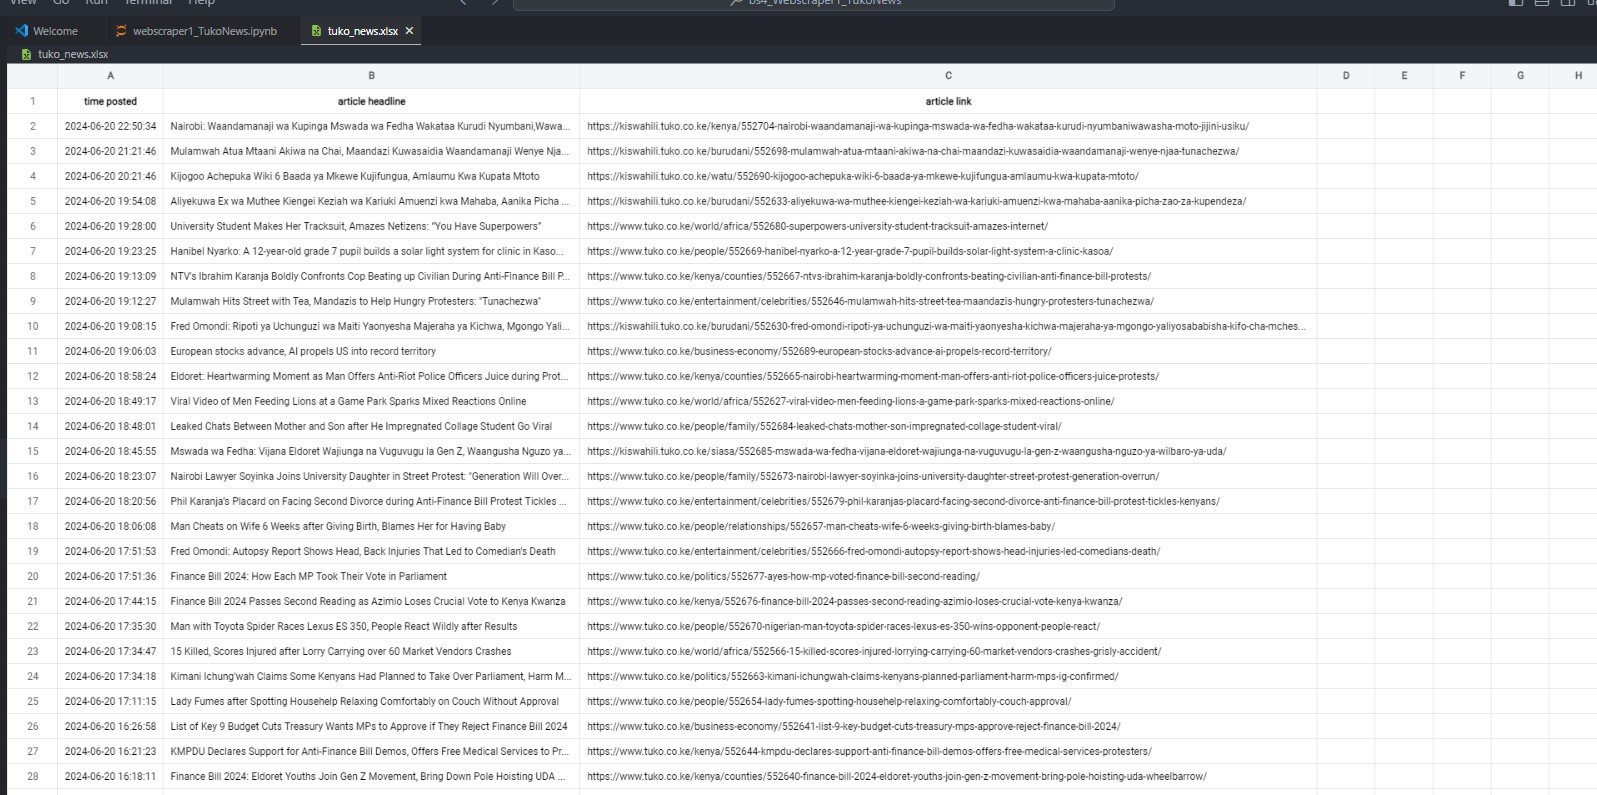 View Go Run Terminal Help bs4_Webscraper1_TukoNews
Welcome webscraper1_TukoNews.ipynb tuko_news.xlsx
tuko_news.xlsx
A B C D E F G H
1 time posted article headline article link
2 2024-06-20 22:50:34 Nairobi: Waandamanaji wa Kupinga Mswada wa Fedha Wakataa Kurudi Nyumbani,Wawa... https://kiswahili.tuko.co.ke/kenya/552704-nairobi-waandamanaji-wa-kupinga-mswada-wa-fedha-wakataa-kurudi-nyumbaniwawasha-moto-jijini-usiku/
3 2024-06-20 21:21:46 Mulamwah Atua Mtaani Akiwa na Chai, Maandazi Kuwasaidia Waandamanaji Wenye Nja... https://kiswahili.tuko.co.ke/burudani/552698-mulamwah-atua-mtaani-akiwa-na-chai-maandazi-kuwasaidia-waandamanaji-wenye-njaa-tunachezwa/
4 2024-06-20 20:21:46 Kijogoo Achepuka Wiki 6 Baada ya Mkewe Kujifungua, Amlaumu Kwa Kupata Mtoto https://kiswahili.tuko.co.ke/watu/552690-kijogoo-achepuka-wiki-6-baada-ya-mkewe-kujifungua-amlaumu-kwa-kupata-mtoto/
5 2024-06-20 19:54:08 Aliyekuwa Ex wa Muthee Kiengei Keziah wa Kariuki Amuenzi kwa Mahaba, Aanika Picha ... https://kiswahili.tuko.co.ke/burudani/552633-aliyekuwa-wa-muthee-kiengei-keziah-wa-kariuki-amuenzi-kwa-mahaba-aanika-picha-zao-za-kupendeza/
6 2024-06-20 19:28:00 University Student Makes Her Tracksuit, Amazes Netizens: “You Have Superpowers” https://www.tuko.co.ke/world/africa/552680-superpowers-university-student-tracksuit-amazes-internet/
7 2024-06-20 19:23:25 Hanibel Nyarko: A 12-year-old grade 7 pupil builds a solar light system for clinic in Kaso... https://www.tuko.co.ke/people/552669-hanibel-nyarko-a-12-year-grade-7-pupil-builds-solar-light-system-a-clinic-kasoa/
8 2024-06-20 19:13:09 NTV's Ibrahim Karanja Boldly Confronts Cop Beating up Civilian During Anti-Finance Bill P... https://www.tuko.co.ke/kenya/counties/552667-ntvs-ibrahim-karanja-boldly-confronts-beating-civilian-anti-finance-bill-protests/
9 2024-06-20 19:12:27 Mulamwah Hits Street with Tea, Mandazis to Help Hungry Protesters: "Tunachezwa" https://www.tuko.co.ke/entertainment/celebrities/552646-mulamwah-hits-street-tea-maandazis-hungry-protesters-tunachezwa/
10 2024-06-20 19:08:15 Fred Omondi: Ripoti ya Uchunguzi wa Maiti Yaonyesha Majeraha ya Kichwa, Mgongo Yali... https://kiswahili.tuko.co.ke/burudani/552630-fred-omondi-ripoti-ya-uchunguzi-wa-maiti-yaonyesha-kichwa-majeraha-ya-mgongo-yaliyosababisha-kifo-cha-mches...
11 2024-06-20 19:06:03 European stocks advance, AI propels US into record territory https://www.tuko.co.ke/business-economy/552689-european-stocks-advance-ai-propels-record-territory/
12 2024-06-20 18:58:24 Eldoret: Heartwarming Moment as Man Offers Anti-Riot Police Officers Juice during Prot... https://www.tuko.co.ke/kenya/counties/552665-nairobi-heartwarming-moment-man-offers-anti-riot-police-officers-juice-protests/
13 2024-06-20 18:49:17 Viral Video of Men Feeding Lions at a Game Park Sparks Mixed Reactions Online https://www.tuko.co.ke/world/africa/552627-viral-video-men-feeding-lions-a-game-park-sparks-mixed-reactions-online/
14 2024-06-20 18:48:01 Leaked Chats Between Mother and Son after He Impregnated Collage Student Go Viral https://www.tuko.co.ke/people/family/552684-leaked-chats-mother-son-impregnated-collage-student-viral/
15 2024-06-20 18:45:55 Mswada wa Fedha: Vijana Eldoret Wajiunga na Vuguvugu la Gen Z, Waangusha Nguzo ya... https://kiswahili.tuko.co.ke/siasa/552685-mswada-wa-fedha-vijana-eldoret-wajiunga-na-vuguvugu-la-gen-z-waangusha-nguzo-ya-wilbaro-ya-uda/
16 2024-06-20 18:23:07 Nairobi Lawyer Soyinka Joins University Daughter in Street Protest: "Generation Will Over... https://www.tuko.co.ke/people/family/552673-nairobi-lawyer-soyinka-joins-university-daughter-street-protest-generation-overrun/
17 2024-06-20 18:20:56 Phil Karanja's Placard on Facing Second Divorce during Anti-Finance Bill Protest Tickles ... https://www.tuko.co.ke/entertainment/celebrities/552679-phil-karanjas-placard-facing-second-divorce-anti-finance-bill-protest-tickles-kenyans/
18 2024-06-20 18:06:08 Man Cheats on Wife 6 Weeks after Giving Birth, Blames Her for Having Baby https://www.tuko.co.ke/people/relationships/552657-man-cheats-wife-6-weeks-giving-birth-blames-baby/
19 2024-06-20 17:51:53 Fred Omondi: Autopsy Report Shows Head, Back Injuries That Led to Comedian's Death https://www.tuko.co.ke/entertainment/celebrities/552666-fred-omondi-autopsy-report-shows-head-injuries-led-comedians-death/
20 2024-06-20 17:51:36 Finance Bill 2024: How Each MP Took Their Vote in Parliament https://www.tuko.co.ke/politics/552677-ayes-how-mp-voted-finance-bill-second-reading/
21 2024-06-20 17:44:15 Finance Bill 2024 Passes Second Reading as Azimio Loses Crucial Vote to Kenya Kwanza https://www.tuko.co.ke/kenya/552676-finance-bill-2024-passes-second-reading-azimio-loses-crucial-vote-kenya-kwanza/
22 2024-06-20 17:35:30 Man with Toyota Spider Races Lexus ES 350, People React Wildly after Results https://www.tuko.co.ke/people/552670-nigerian-man-toyota-spider-races-lexus-es-350-wins-opponent-people-react/
23 2024-06-20 17:34:47 15 Killed, Scores Injured after Lorry Carrying over 60 Market Vendors Crashes https://www.tuko.co.ke/world/africa/552566-15-killed-scores-injured-lorrying-carrying-60-market-vendors-crashes-grisly-accident/
24 2024-06-20 17:34:18 Kimani Ichung'wah Claims Some Kenyans Had Planned to Take Over Parliament, Harm M... https://www.tuko.co.ke/politics/552663-kimani-ichungwah-claims-kenyans-planned-parliament-harm-mps-ig-confirmed/
25 2024-06-20 17:11:15 Lady Fumes after Spotting Househelp Relaxing Comfortably on Couch Without Approval https://www.tuko.co.ke/people/552654-lady-fumes-spotting-househelp-relaxing-comfortably-couch-approval/
26 2024-06-20 16:26:58 List of Key 9 Budget Cuts Treasury Wants MPs to Approve if They Reject Finance Bill 2024 https://www.tuko.co.ke/business-economy/552641-list-9-key-budget-cuts-treasury-mps-approve-reject-finance-bill-2024/
27 2024-06-20 16:21:23 KMPDU Declares Support for Anti-Finance Bill Demos, Offers Free Medical Services to Pr... https://www.tuko.co.ke/kenya/552644-kmpdu-declares-support-anti-finance-bill-demos-offers-free-medical-services-protesters/
28 2024-06-20 16:18:11 Finance Bill 2024: Eldoret Youths Join Gen Z Movement, Bring Down Pole Hoisting UDA ... https://www.tuko.co.ke/kenya/counties/552640-finance-bill-2024-eldoret-youths-join-gen-z-movement-bring-pole-hoisting-uda-wheelbarrow/